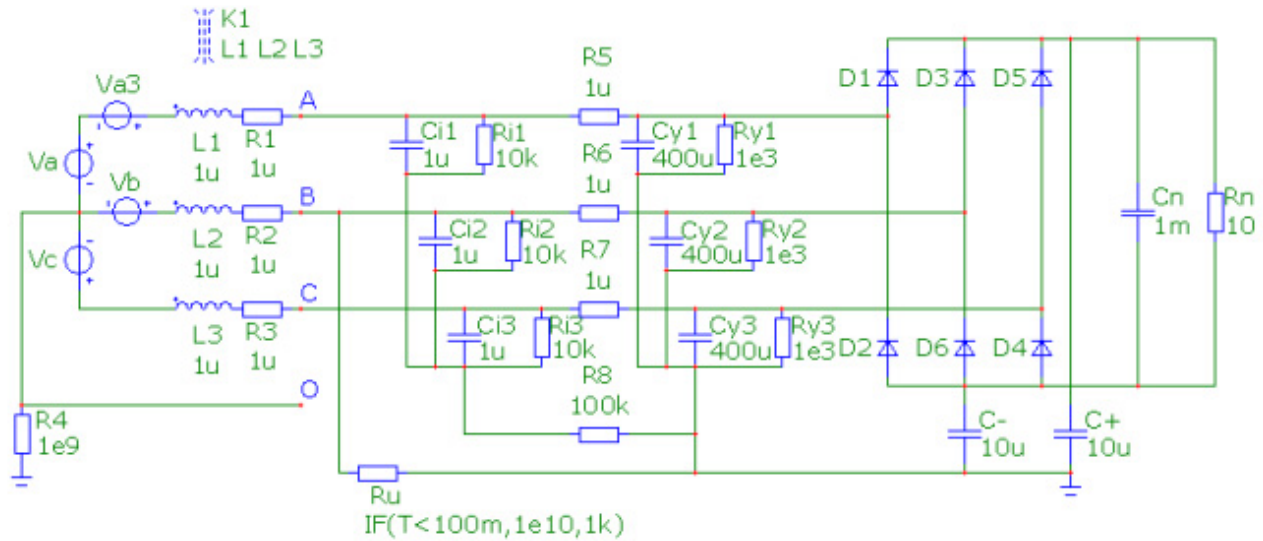 K1
L1 L2 L3
Va3
L1
1u
R1
1u
A
Va
Vb
L2
1u
R2
1u
B
Vc
L3
1u
R3
1u
C
O
R4
1e9
Ci1
1u
Ri1
10k
Ci2
1u
Ri2
10k
Ci3
1u
Ri3
10k
R5
1u
R6
1u
R7
1u
R8
100k
Ru
IF(T<100m,1e10,1k)
Cy1
400u
Ry1
1e3
Cy2
400u
Ry2
1e3
Cy3
400u
Ry3
1e3
D1
D3
D5
D2
D6
D4
C-
10u
C+
10u
Cn
1m
Rn
10